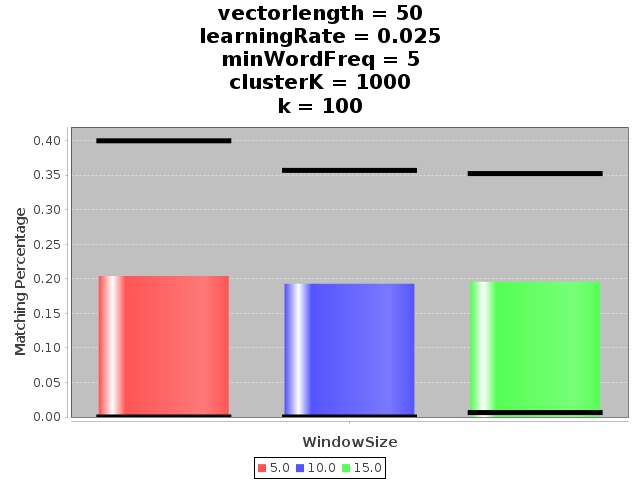 vectorlength = 50
learningRate = 0.025
minWordFreq = 5
clusterK = 1000
k = 100
0.40
0.35
0.30
0.25
0.20
0.15
0.10
0.05
0.00
Matching Percentage
WindowSize
5.0 10.0 15.0